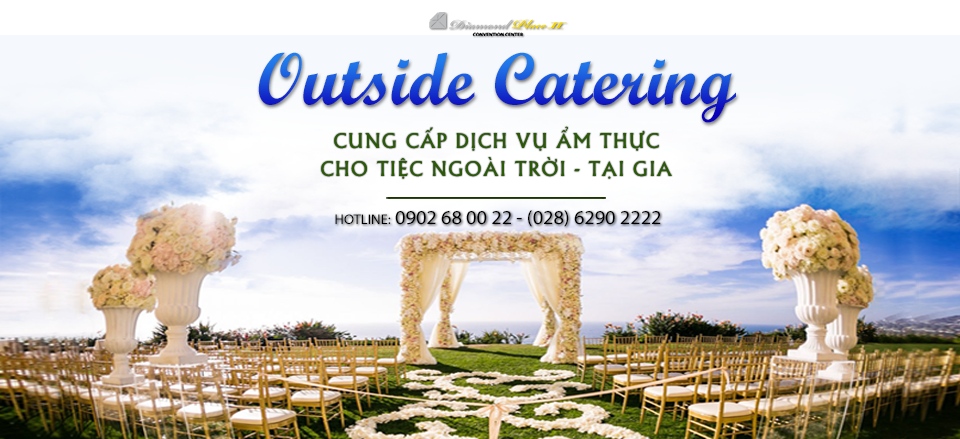 Diamond Place II
CONVENTION CENTER
Outside Catering
CUNG CẤP DỊCH VỤ ẨM THỰC
CHO TIỆC NGOÀI TRỜI - TẠI GIA
HOTLINE: 0902 68 00 22 - (028) 6290 2222